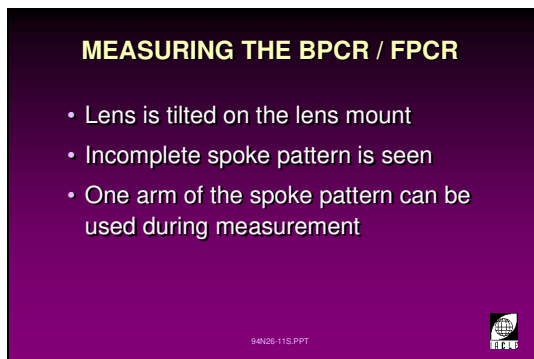 MEASURING THE BPCR / FPCR
• Lens is tilted on the lens mount
• Incomplete spoke pattern is seen
• One arm of the spoke pattern can be
used during measurement
94N26-11S.PPT
IACLE